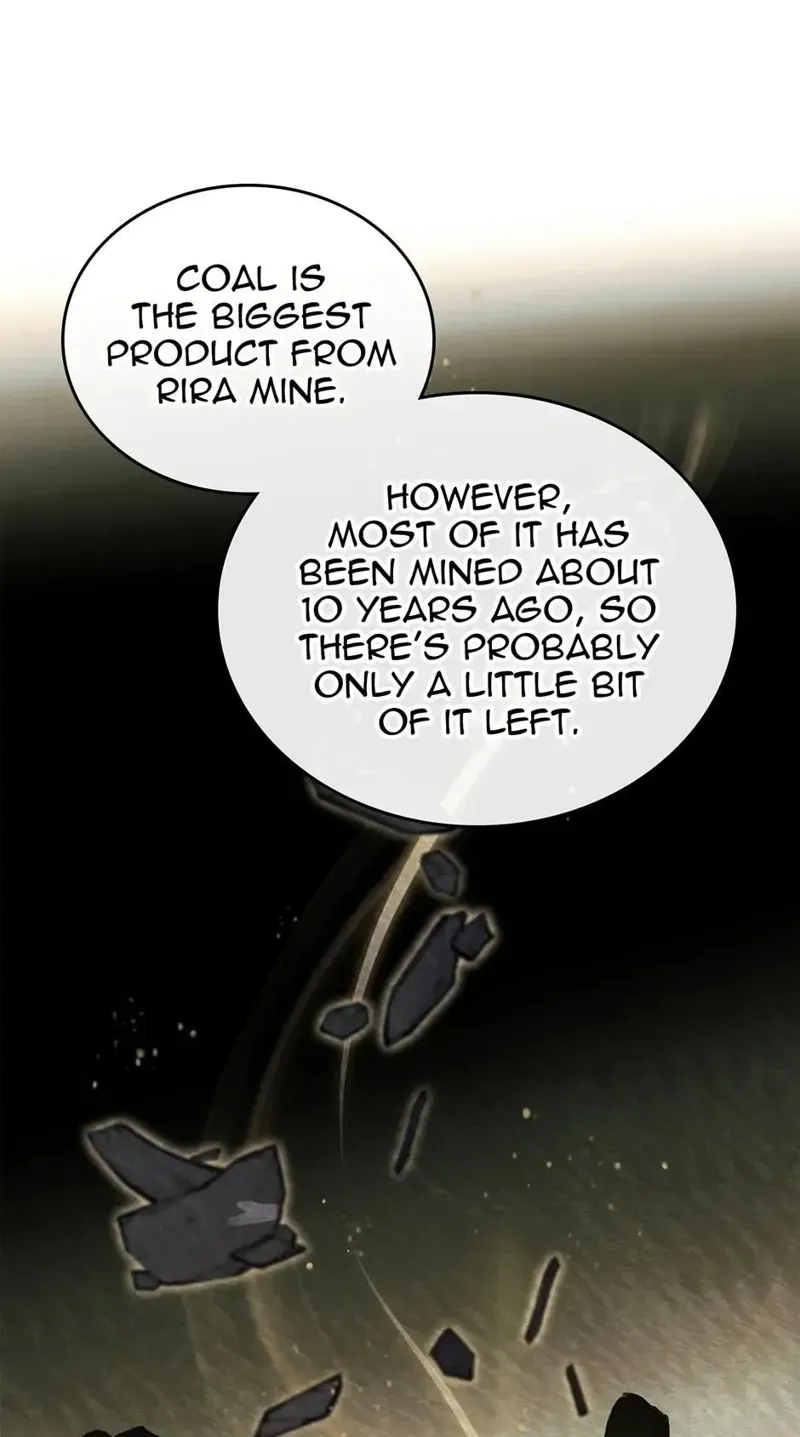 COAL IS
THE BIGGEST
PRODUCT FROM
RIRA MINE.
HOWEVER,
MOST OF IT HAS
BEEN MINED ABOUT
10 YEARS AGO, SO
THERE'S PROBABLY
ONLY A LITTLE BIT
OF IT LEFT.